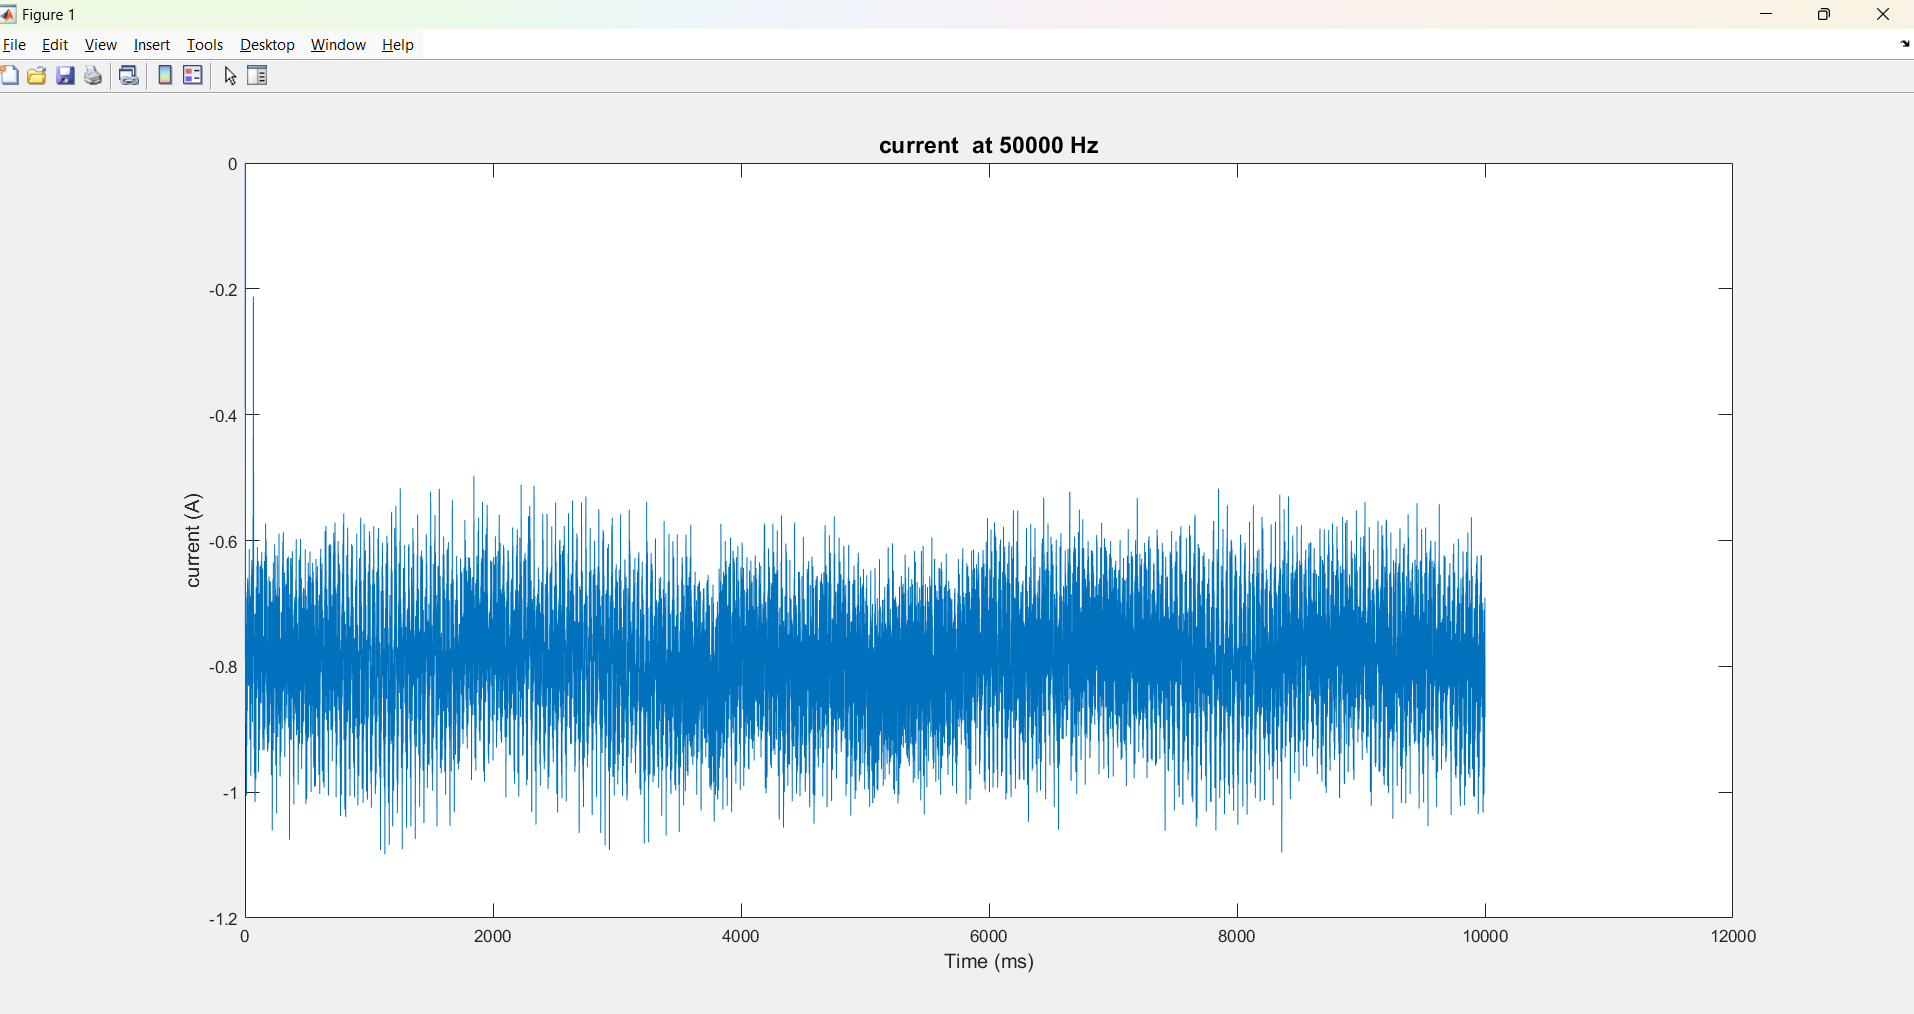 Figure 1
File Edit View Insert Tools Desktop Window Help
current  at 50000 Hz
0
-0.2
-0.4
-0.6
-0.8
-1
-1.2
current (A)
0 2000 4000 6000 8000 10000 12000
Time (ms)